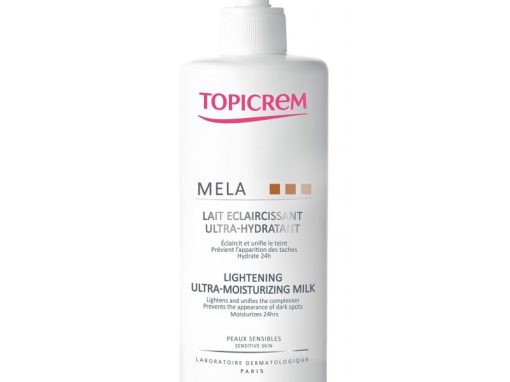 TOPICREM
MELA
LAIT ECLAIRCISSANT
ULTRA-HYDRATANT
Éclaircit et unifie le teint
Prévient l'apparition des taches
Hydrate 24h
LIGHTENING
ULTRA-MOISTURIZING MILK
Lightens and unifies the complexion
Prevents the appearance of dark spots
Moisturizes 24hrs
PEAUX SENSIBLES
SENSITIVE SKIN
LABORATOIRE DERMATOLOGIQUE
PARIS